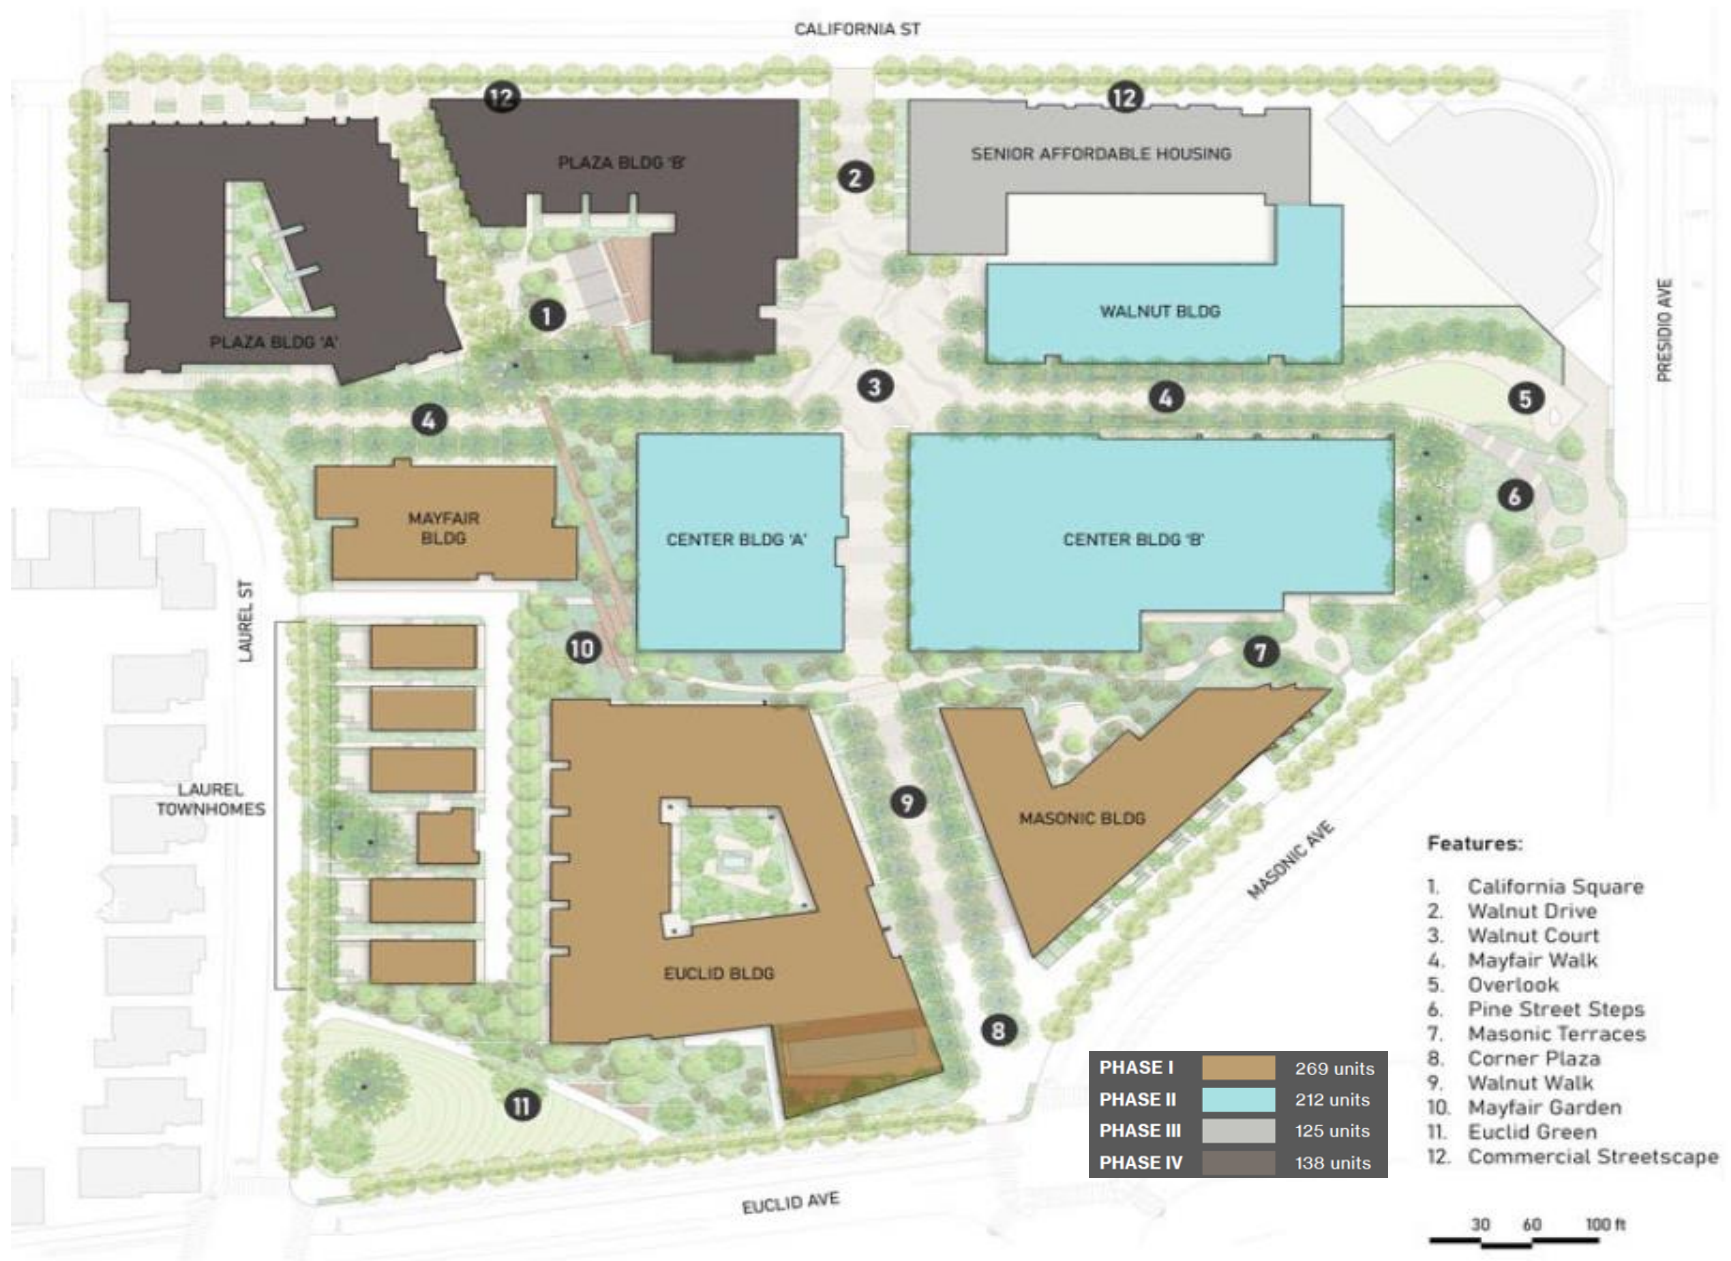 CALIFORNIA ST
12
12
PLAZA BLDG 'B'
SENIOR AFFORDABLE HOUSING
2
1
WALNUT BLDG
PLAZA BLDG 'A'
PRESIDIO AVE
3
4
4
5
6
MAYFAIR
BLDG
CENTER BLDG 'A'
CENTER BLDG 'B'
LAUREL ST
10
7
LAUREL
TOWNHOMES
9
MASONIC BLDG
MASONIC AVE
EUCLID BLDG
8
11
EUCLID AVE
PHASE I 269 units
PHASE II 212 units
PHASE III 125 units
PHASE IV 138 units
Features:
1. California Square
2. Walnut Drive
3. Walnut Court
4. Mayfair Walk
5. Overlook
6. Pine Street Steps
7. Masonic Terraces
8. Corner Plaza
9. Walnut Walk
10. Mayfair Garden
11. Euclid Green
12. Commercial Streetscape
30 60 100 ft